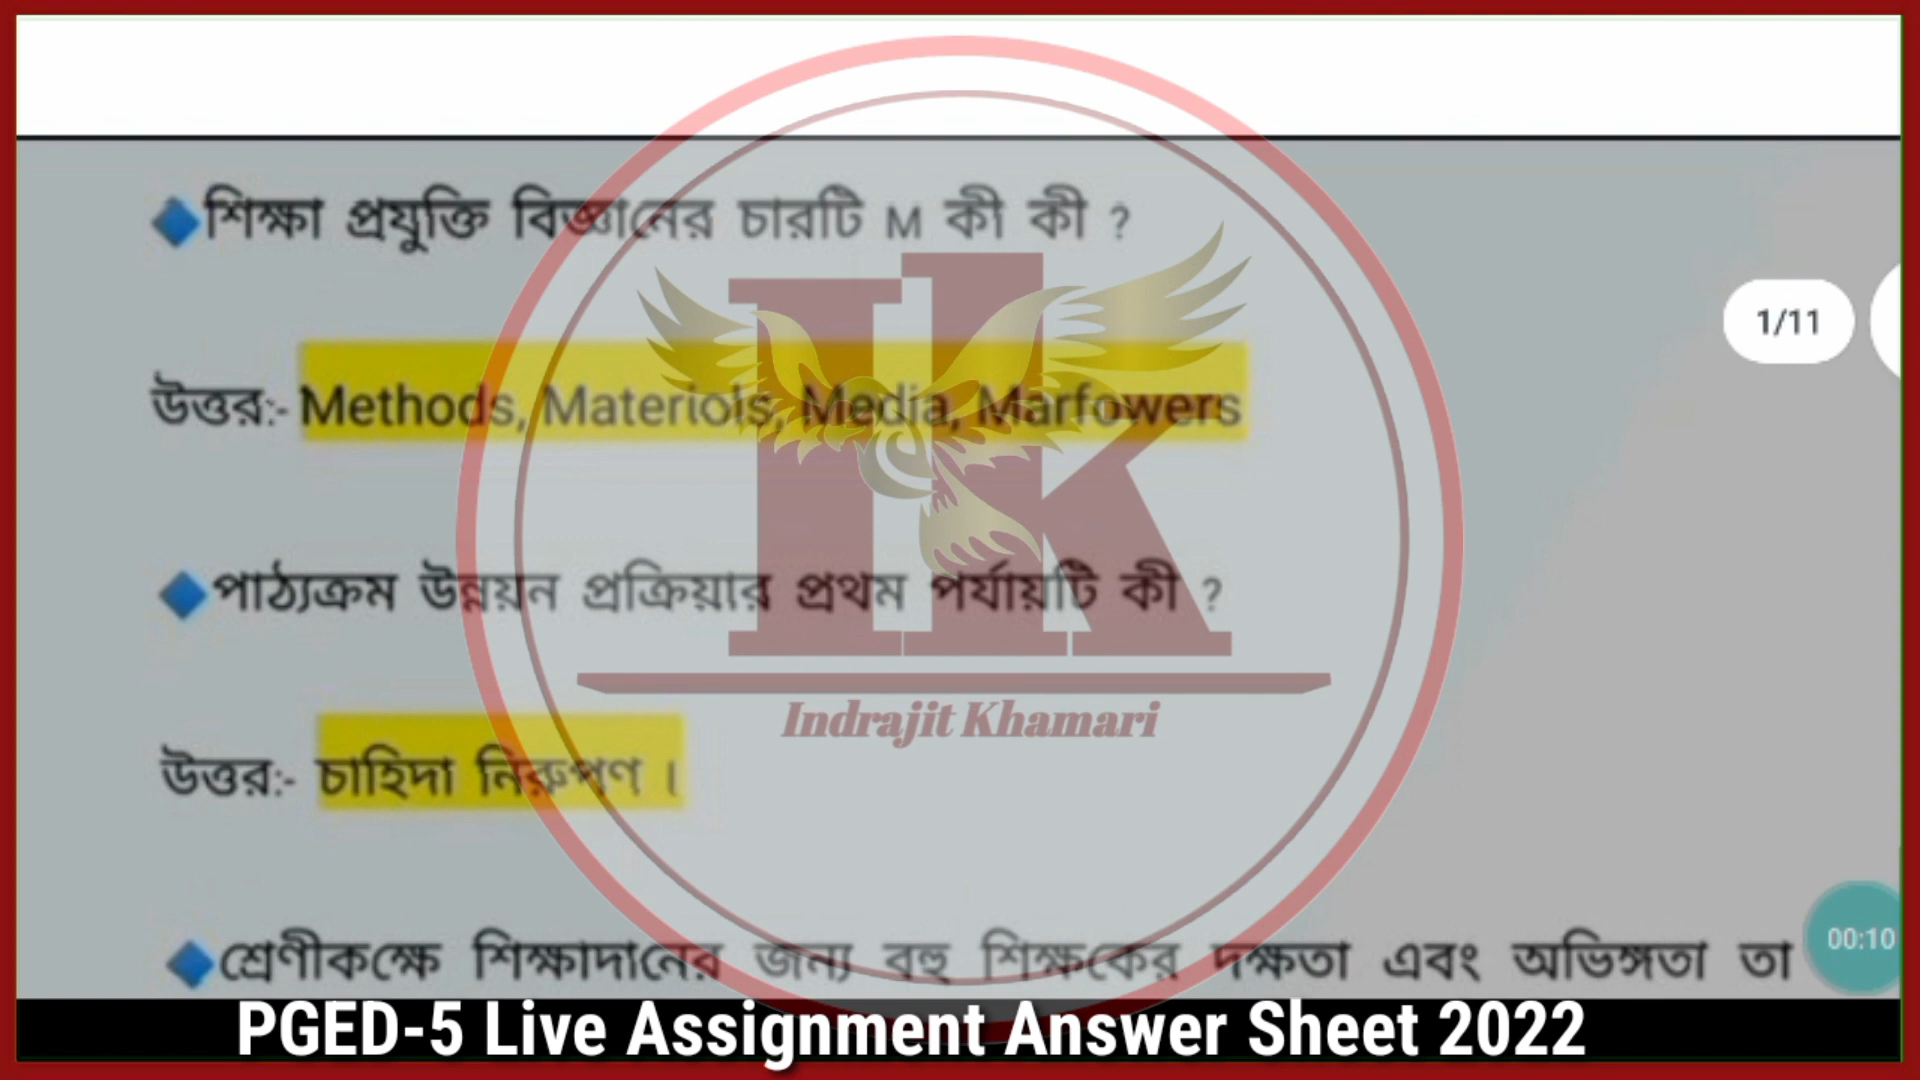 🔷শিক্ষা প্রযুক্তি বিজ্ঞানের চারটি M কী কী ?
1/11
উত্তর:- Methods, Materiols, Media, Marfowers
🔷পাঠ্যক্রম উন্নয়ন প্রক্রিয়ার প্রথম পর্যায়টি কী ?
IK
Indrajit Khamari
উত্তর:- চাহিদা নিরুপণ ।
🔷শ্রেণীকক্ষে শিক্ষাদানের জন্য বহু শিক্ষকের দক্ষতা এবং অভিঙ্গতা তা
00:10
PGED-5 Live Assignment Answer Sheet 2022